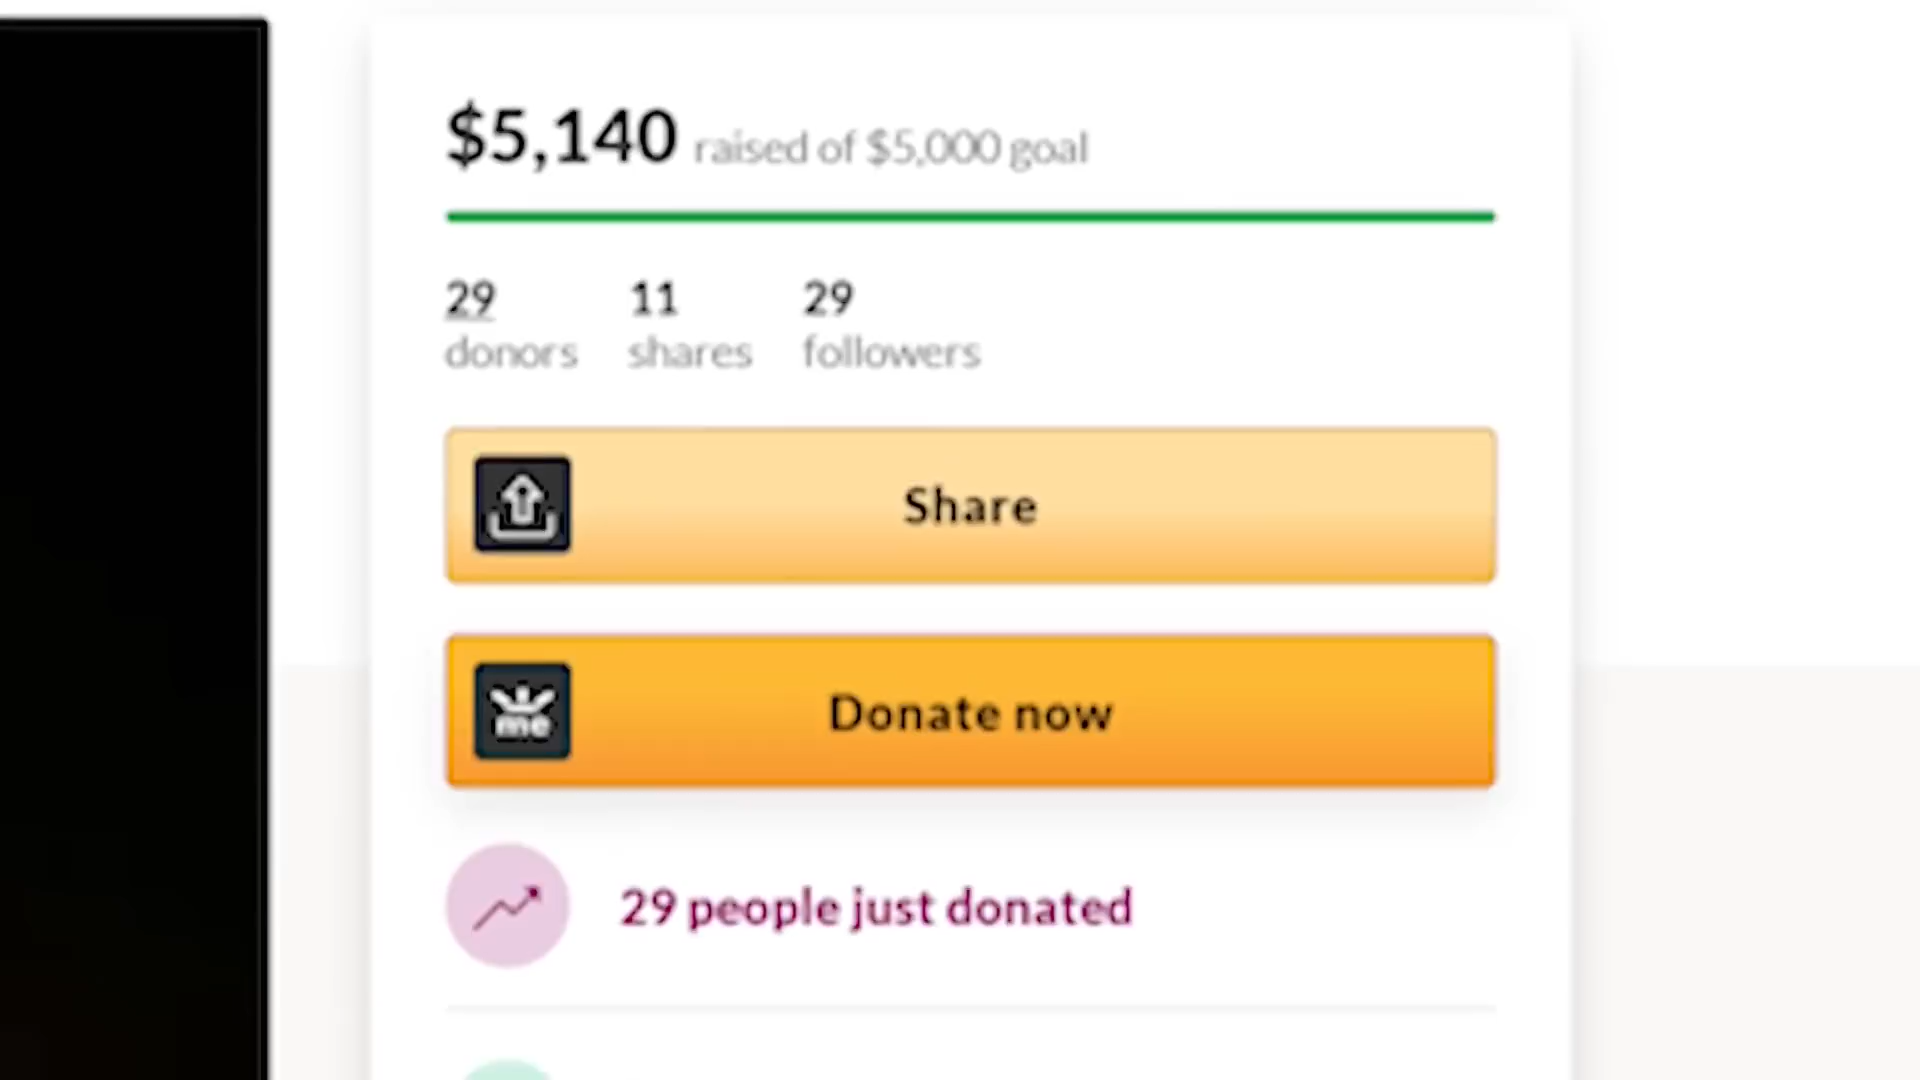 $5,140 raised of $5,000 goal
29 11 29
donors shares followers
Share
me
Donate now
29 people just donated